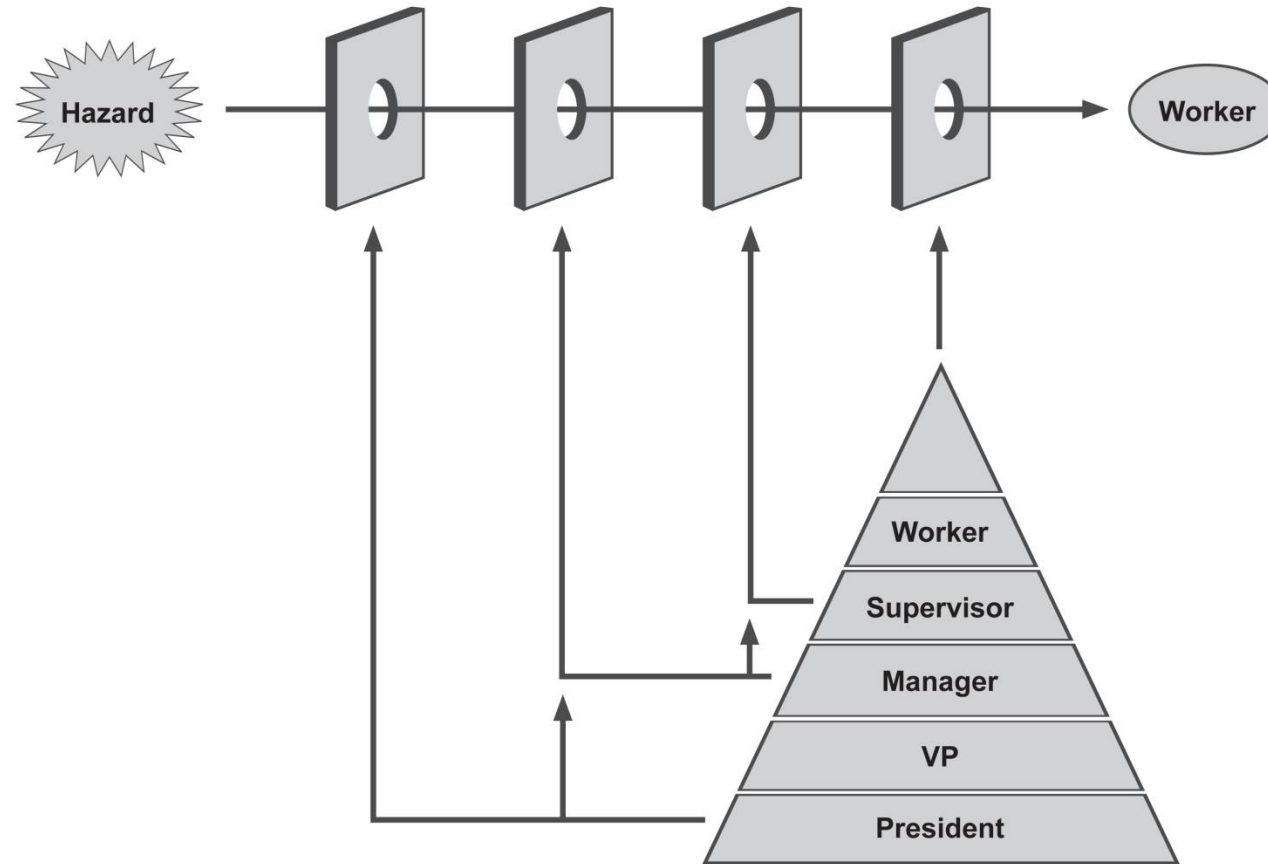 Hazard
Worker
Worker
Supervisor
Manager
VP
President